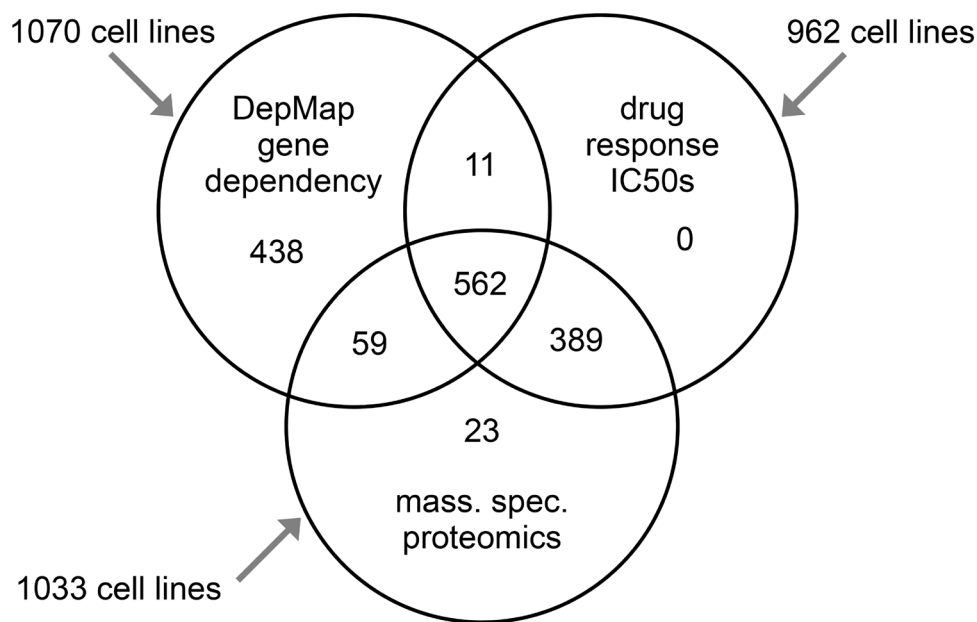 1070 cell lines
962 cell lines
DepMap
gene
dependency
438
11
drug
response
IC50s
0
562
59
389
23
mass. spec.
proteomics
1033 cell lines